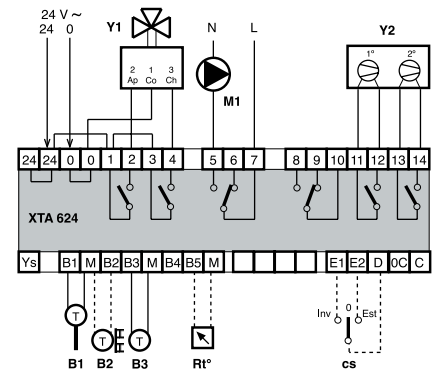 24 V ~
24 0
Y1
N L
Y2
2 1 3
Ap Co Ch
1° 2°
M1
24 24 0 0 1 2 3 4 5 6 7 8 9 10 11 12 13 14
XTA 624
Ys B1 M B2 B3 M B4 B5 M E1 E2 D 0C C
T T T
Inv 0 Est
B1 B2 B3 Rt° cs